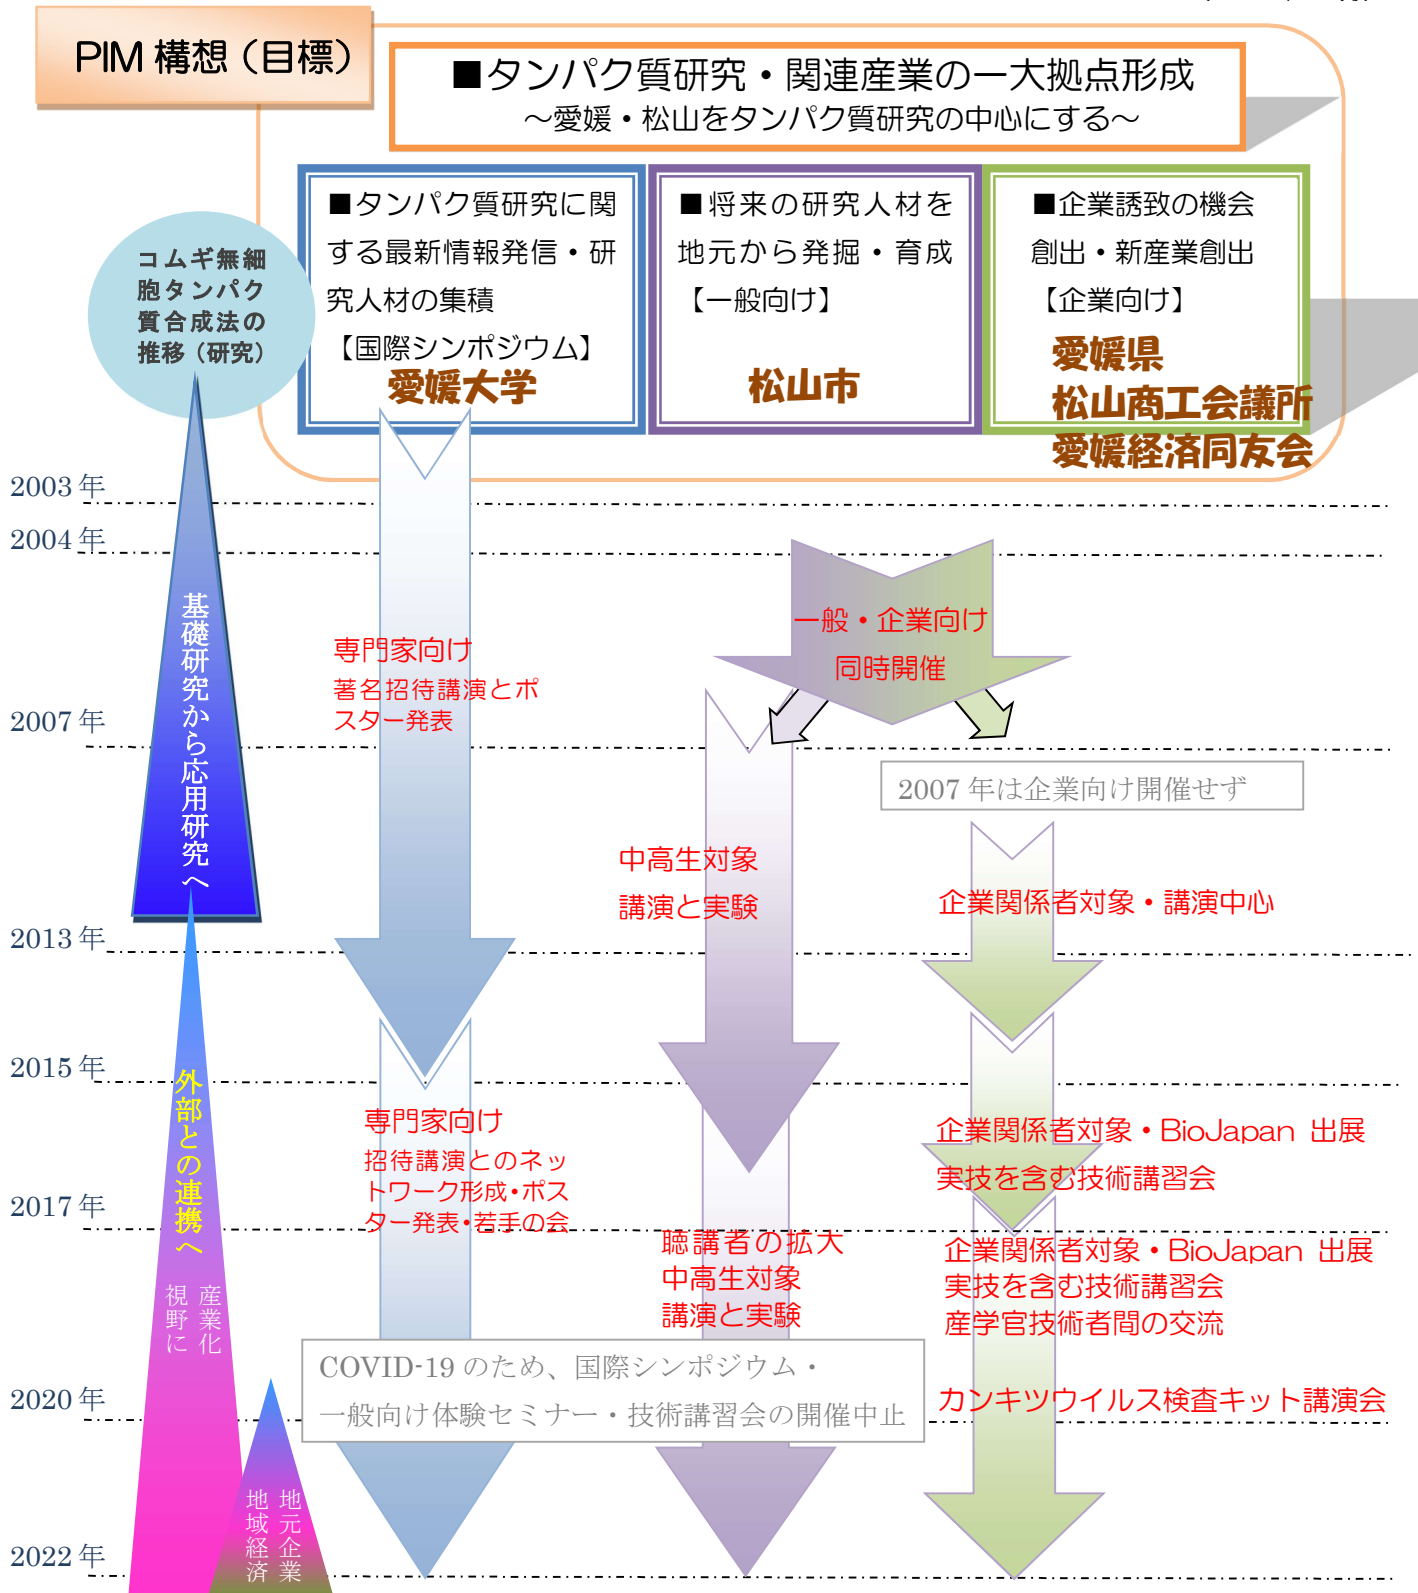 PIM 構想（目標）
■タンパク質研究・関連産業の一大拠点形成
～愛媛・松山をタンパク質研究の中心にする～
■タンパク質研究に関
する最新情報発信・研
究人材の集積
【国際シンポジウム】
愛媛大学
■将来の研究人材を
地元から発掘・育成
【一般向け】
松山市
■企業誘致の機会
創出・新産業創出
【企業向け】
愛媛県
松山商工会議所
愛媛経済同友会
コムギ無細
胞タンパク
質合成法の
推移（研究）
2003 年
2004 年
一般・企業向け
同時開催
基礎研究から応用研究へ
専門家向け
著名招待講演とポ
スター発表
2007 年
2007 年は企業向け開催せず
中高生対象
講演と実験
企業関係者対象・講演中心
2013 年
2015 年
外部との連携へ
産業化
視野に
専門家向け
招待講演とのネッ
トワーク形成・ポス
ター発表・若手の会
企業関係者対象・BioJapan 出展
実技を含む技術講習会
2017 年
聴講者の拡大
中高生対象
講演と実験
企業関係者対象・BioJapan 出展
実技を含む技術講習会
産学官技術者間の交流
COVID-19 のため、国際シンポジウム・
一般向け体験セミナー・技術講習会の開催中止
2020 年
カンキツウイルス検査キット講演会
地元企業
地域経済
2022 年